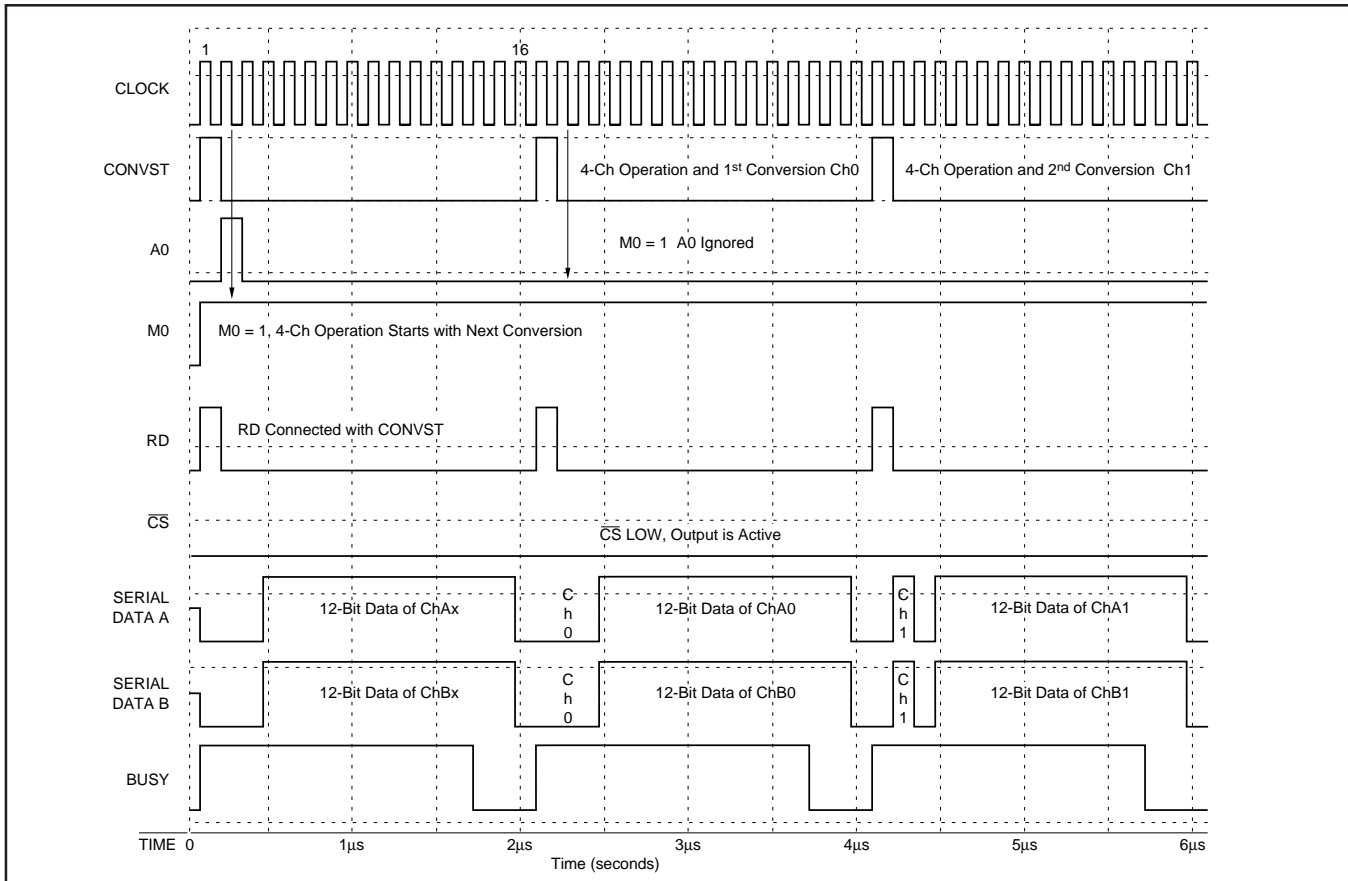 1 16
CLOCK
CONVST
4-Ch Operation and 1st Conversion Ch0
4-Ch Operation and 2nd Conversion Ch1
A0
M0 = 1 A0 Ignored
M0
M0 = 1, 4-Ch Operation Starts with Next Conversion
RD
RD Connected with CONVST
CS
CS LOW, Output is Active
SERIAL
DATA A
12-Bit Data of ChAx
Ch0
12-Bit Data of ChA0
Ch1
12-Bit Data of ChA1
SERIAL
DATA B
12-Bit Data of ChBx
Ch0
12-Bit Data of ChB0
Ch1
12-Bit Data of ChB1
BUSY
TIME 0 1µs 2µs 3µs 4µs 5µs 6µs
Time (seconds)